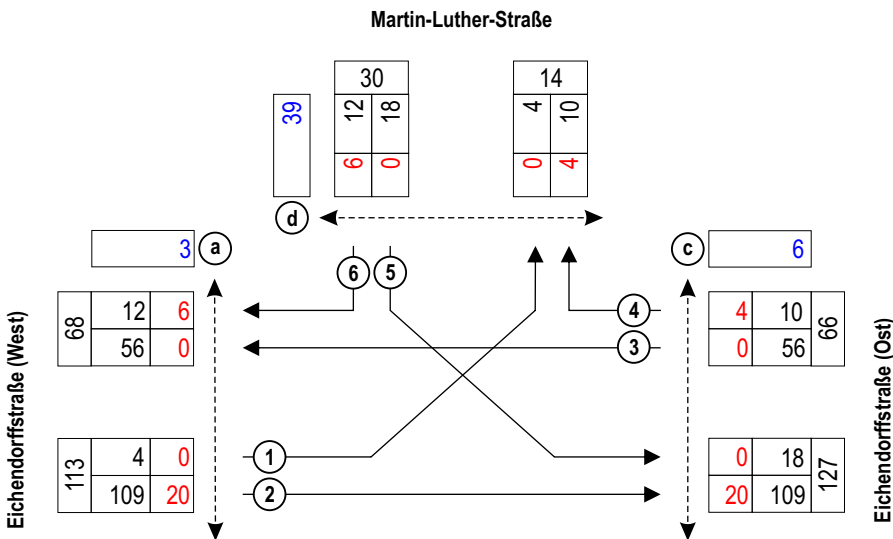 Martin-Luther-Straße
30
14
39
12 18
4 10
6 0
0 4
d
3 a
c 6
6 5
68 12 6
56 0
4
3
4 10 66
0 56
Eichendorffstraße (West)
Eichendorffstraße (Ost)
113 4 0
109 20
1
2
0 18 127
20 109